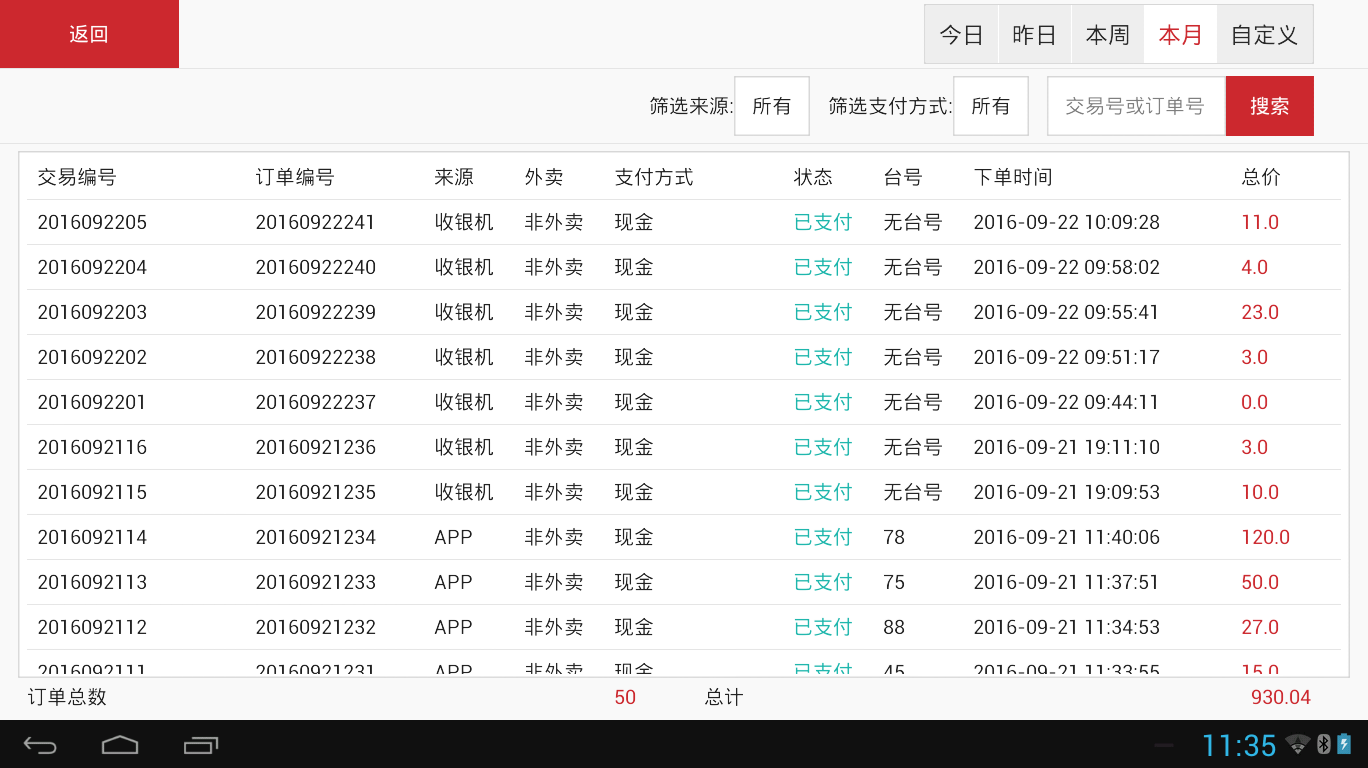 返回 今日 昨日 本周 本月 自定义
筛选来源: 所有 筛选支付方式: 所有 交易号或订单号 搜索
交易编号 订单编号 来源 外卖 支付方式 状态 台号 下单时间 总价
2016092205 20160922241 收银机 非外卖 现金 已支付 无台号 2016-09-22 10:09:28 11.0
2016092204 20160922240 收银机 非外卖 现金 已支付 无台号 2016-09-22 09:58:02 4.0
2016092203 20160922239 收银机 非外卖 现金 已支付 无台号 2016-09-22 09:55:41 23.0
2016092202 20160922238 收银机 非外卖 现金 已支付 无台号 2016-09-22 09:51:17 3.0
2016092201 20160922237 收银机 非外卖 现金 已支付 无台号 2016-09-22 09:44:11 0.0
2016092116 20160921236 收银机 非外卖 现金 已支付 无台号 2016-09-21 19:11:10 3.0
2016092115 20160921235 收银机 非外卖 现金 已支付 无台号 2016-09-21 19:09:53 10.0
2016092114 20160921234 APP 非外卖 现金 已支付 78 2016-09-21 11:40:06 120.0
2016092113 20160921233 APP 非外卖 现金 已支付 75 2016-09-21 11:37:51 50.0
2016092112 20160921232 APP 非外卖 现金 已支付 88 2016-09-21 11:34:53 27.0
2016092111 20160921231 APP 非外卖 现金 已支付 45 2016-09-21 11:33:55 15.0
订单总数 50 总计 930.04
11:35